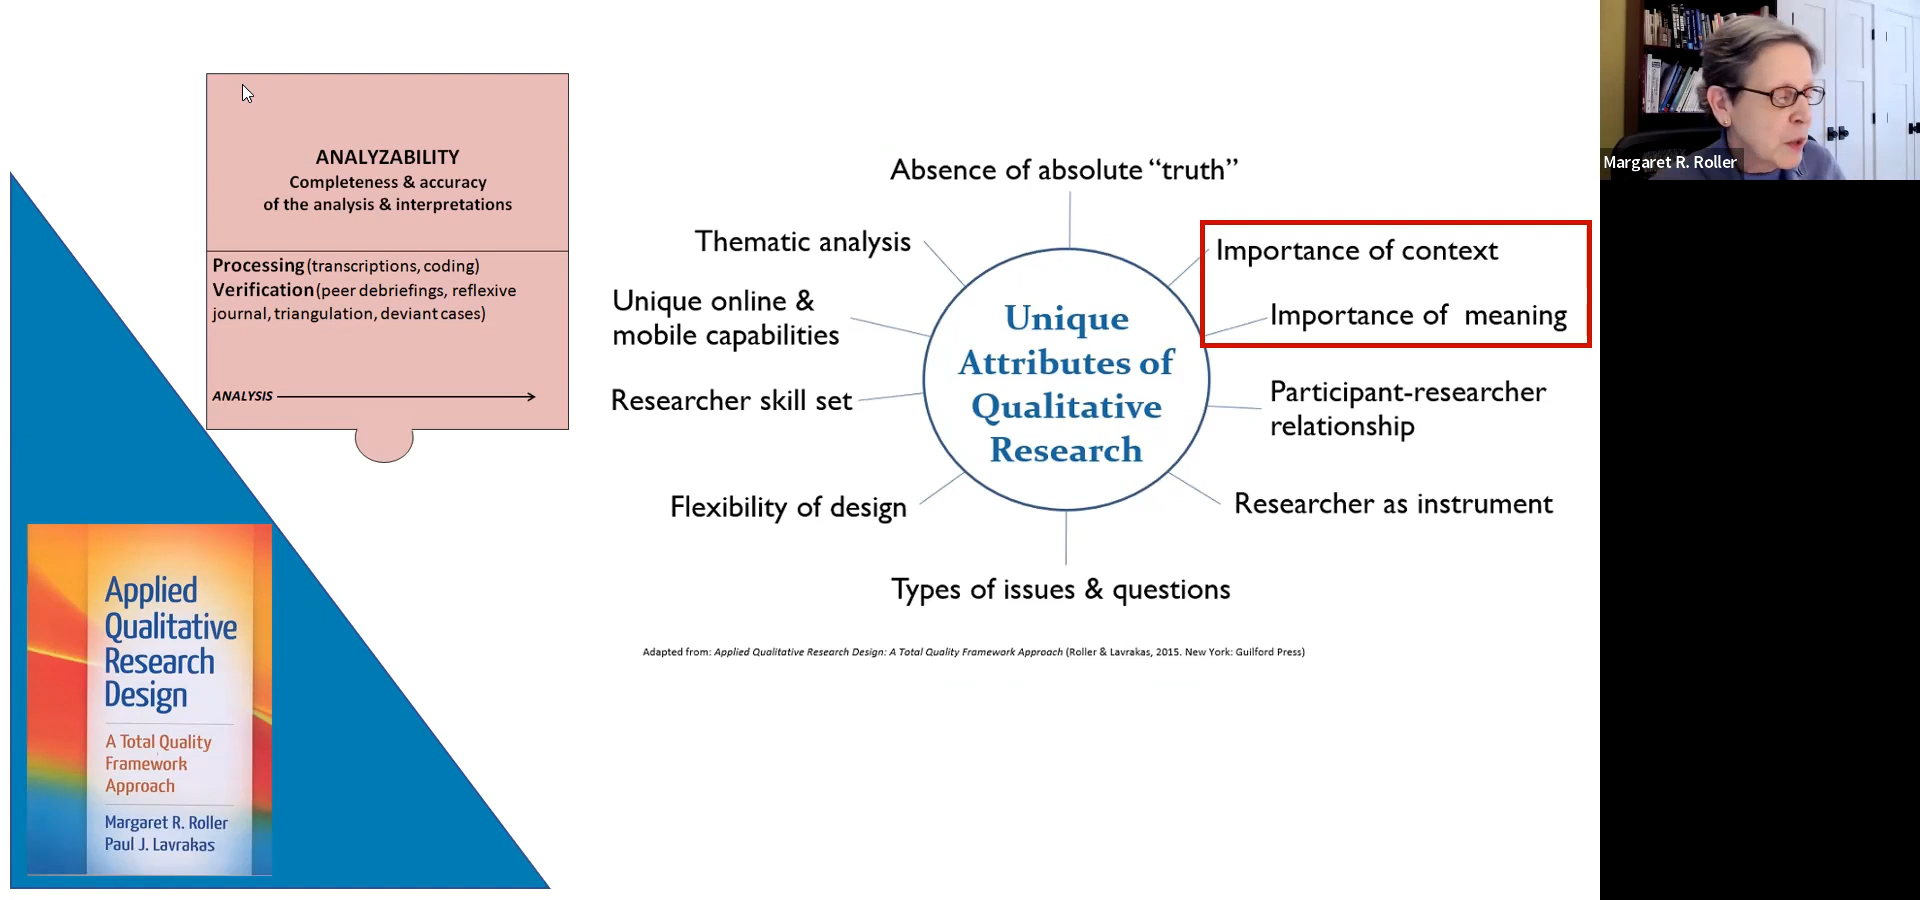 ANALYZABILITY
Completeness & accuracy
of the analysis & interpretations
Processing (transcriptions, coding)
Verification (peer debriefings, reflexive
journal, triangulation, deviant cases)
ANALYSIS
Absence of absolute “truth”
Thematic analysis
Importance of context
Unique online &
mobile capabilities
Importance of meaning
Researcher skill set
Participant-researcher
relationship
Flexibility of design
Researcher as instrument
Types of issues & questions
Unique
Attributes of
Qualitative
Research
Adapted from: Applied Qualitative Research Design: A Total Quality Framework Approach (Roller & Lavrakas, 2015. New York: Guilford Press)
Applied
Qualitative
Research
Design
A Total Quality
Framework
Approach
Margaret R. Roller
Paul J. Lavrakas
Margaret R. Roller